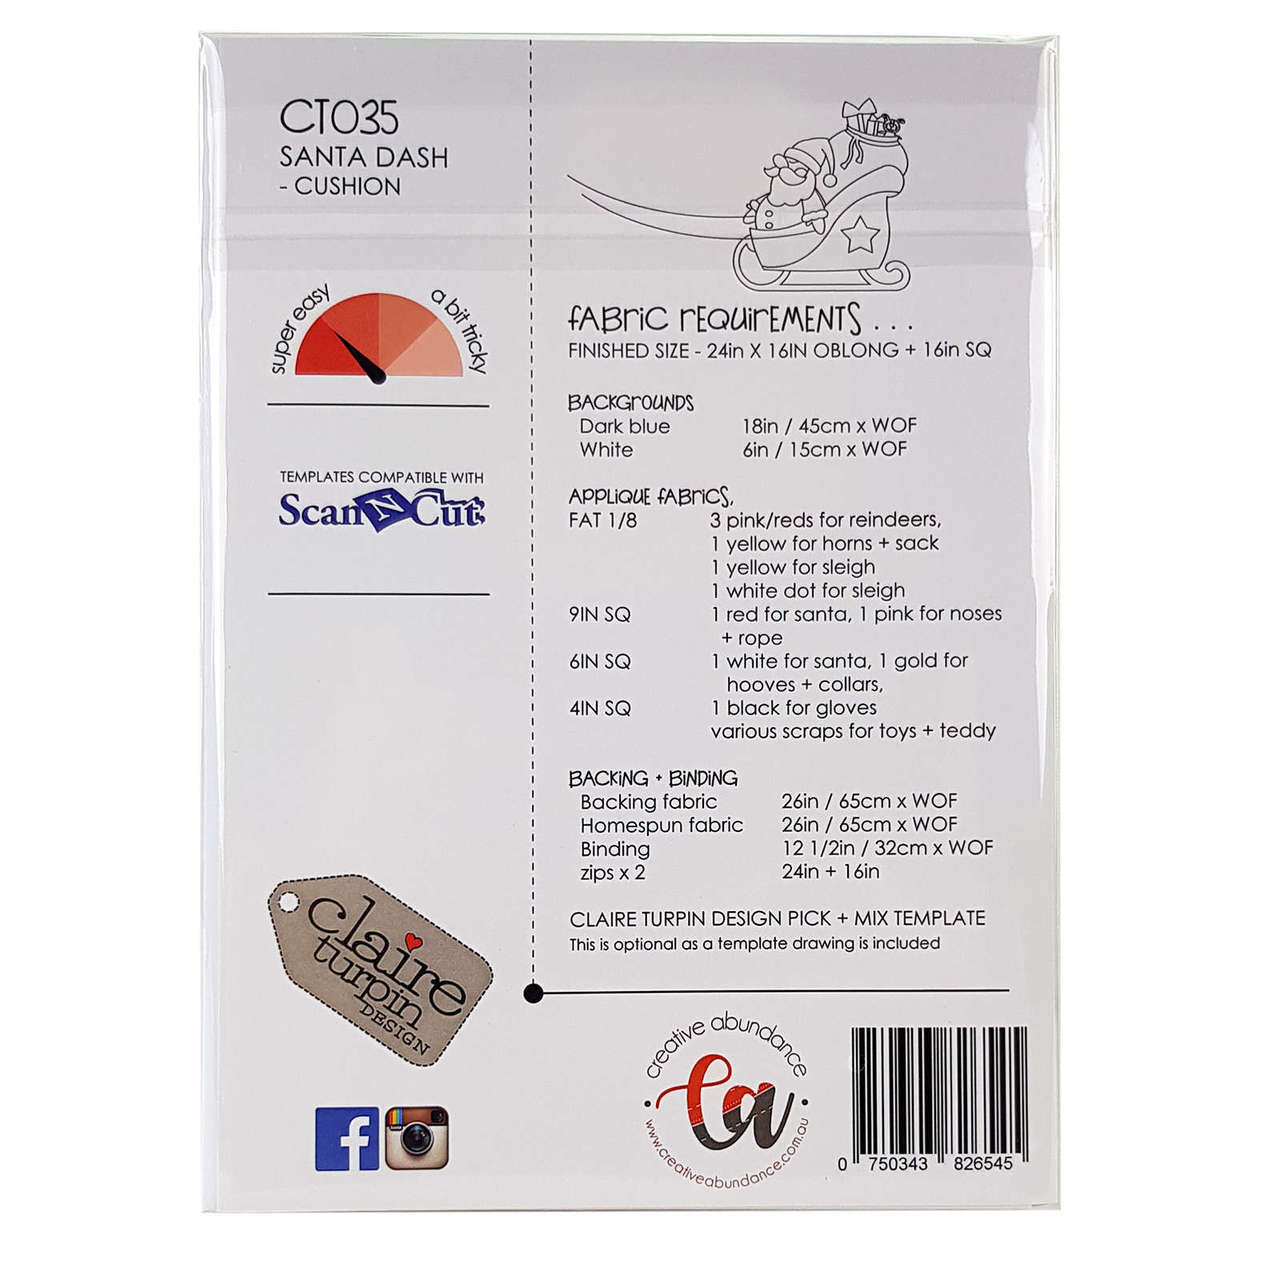 CT035
SANTA DASH
- CUSHION
super easy
a bit tricky
TEMPLATES COMPATIBLE WITH
ScanNCut
claire
turpin
DESIGN
fABric rEQUirEMENTS . . .
FINISHED SIZE - 24in X 16IN OBLONG + 16in SQ
BACKGrOUNDS
Dark blue 18in / 45cm x WOF
White 6in / 15cm x WOF
APPLIQUE fABriCS,
FAT 1/8 3 pink/reds for reindeers,
1 yellow for horns + sack
1 yellow for sleigh
1 white dot for sleigh
9IN SQ 1 red for santa, 1 pink for noses
+ rope
6IN SQ 1 white for santa, 1 gold for
hooves + collars,
4IN SQ 1 black for gloves
various scraps for toys + teddy
BACKiNG + BiNDiNG
Backing fabric 26in / 65cm x WOF
Homespun fabric 26in / 65cm x WOF
Binding 12 1/2in / 32cm x WOF
zips x 2 24in + 16in
CLAIRE TURPIN DESIGN PICK + MIX TEMPLATE
This is optional as a template drawing is included
creative abundance
ca
www.creativeabundance.com.au
0 750343 826545